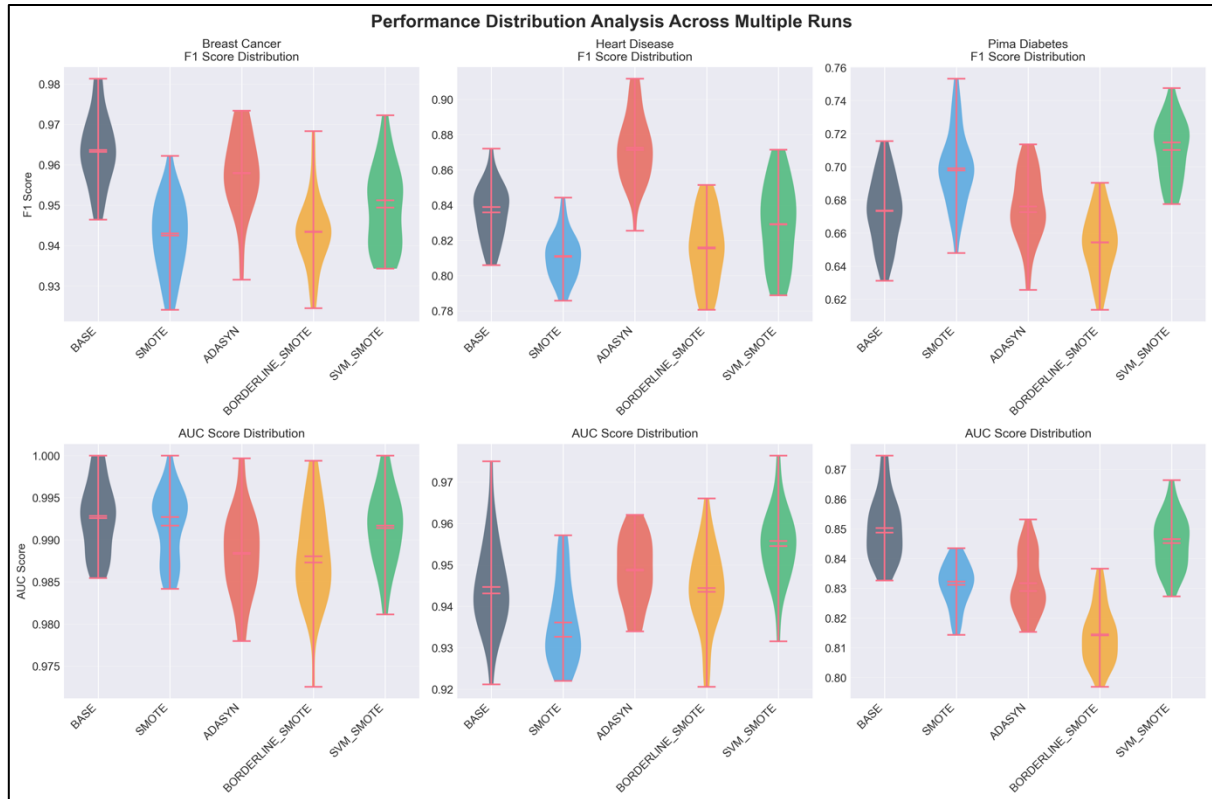 Performance Distribution Analysis Across Multiple Runs
Breast Cancer
F1 Score Distribution
Heart Disease
F1 Score Distribution
Pima Diabetes
F1 Score Distribution
F1 Score
0.98
0.97
0.96
0.95
0.94
0.93
0.90
0.88
0.86
0.84
0.82
0.80
0.78
0.76
0.74
0.72
0.70
0.68
0.66
0.64
0.62
BASE
SMOTE
ADASYN
BORDERLINE_SMOTE
SVM_SMOTE
BASE
SMOTE
ADASYN
BORDERLINE_SMOTE
SVM_SMOTE
BASE
SMOTE
ADASYN
BORDERLINE_SMOTE
SVM_SMOTE
AUC Score Distribution
AUC Score Distribution
AUC Score Distribution
AUC Score
1.000
0.995
0.990
0.985
0.980
0.975
0.97
0.96
0.95
0.94
0.93
0.92
0.87
0.86
0.85
0.84
0.83
0.82
0.81
0.80
BASE
SMOTE
ADASYN
BORDERLINE_SMOTE
SVM_SMOTE
BASE
SMOTE
ADASYN
BORDERLINE_SMOTE
SVM_SMOTE
BASE
SMOTE
ADASYN
BORDERLINE_SMOTE
SVM_SMOTE